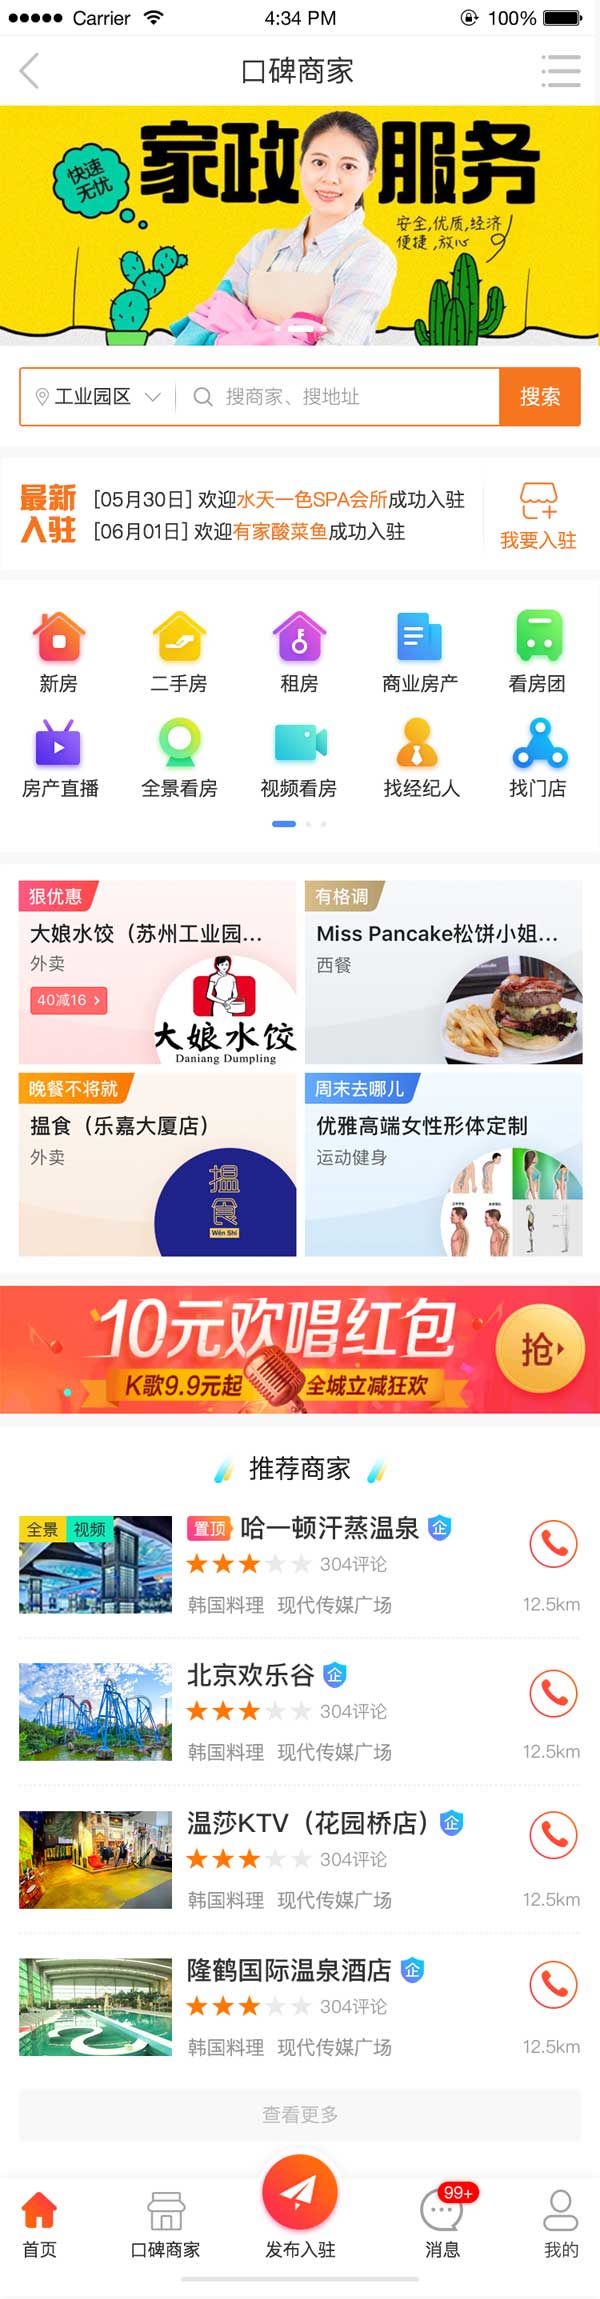 Carrier 4:34 PM 100%
口碑商家
快速
无忧
家政服务
安全,优质,经济
便捷,放心
工业园区 搜商家、搜地址 搜索
最新
入驻
[05月30日] 欢迎水天一色SPA会所成功入驻
[06月01日] 欢迎有家酸菜鱼成功入驻
我要入驻
新房 二手房 租房 商业房产 看房团
房产直播 全景看房 视频看房 找经纪人 找门店
狠优惠
大娘水饺（苏州工业园...
外卖
40减16 >
大娘水饺
Daniang Dumpling
有格调
Miss Pancake松饼小姐...
西餐
晚餐不将就
揾食（乐嘉大厦店）
外卖
揾
食
Wěn Shi
周末去哪儿
优雅高端女性形体定制
运动健身
10元欢唱红包
K歌9.9元起 全城立减狂欢
抢
推荐商家
全景 视频
置顶 哈一顿汗蒸温泉 企
304评论
韩国料理 现代传媒广场 12.5km
北京欢乐谷 企
304评论
韩国料理 现代传媒广场 12.5km
温莎KTV（花园桥店） 企
304评论
韩国料理 现代传媒广场 12.5km
隆鹤国际温泉酒店 企
304评论
韩国料理 现代传媒广场 12.5km
查看更多
99+
首页 口碑商家 发布入驻 消息 我的